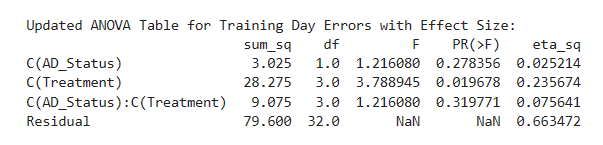 Updated ANOVA Table for Training Day Errors with Effect Size:
sum_sq df F PR(>F) eta_sq
C(AD_Status) 3.025 1.0 1.216080 0.278356 0.025214
C(Treatment) 28.275 3.0 3.788945 0.019678 0.235674
C(AD_Status):C(Treatment) 9.075 3.0 1.216080 0.319771 0.075641
Residual 79.600 32.0 NaN NaN 0.663472